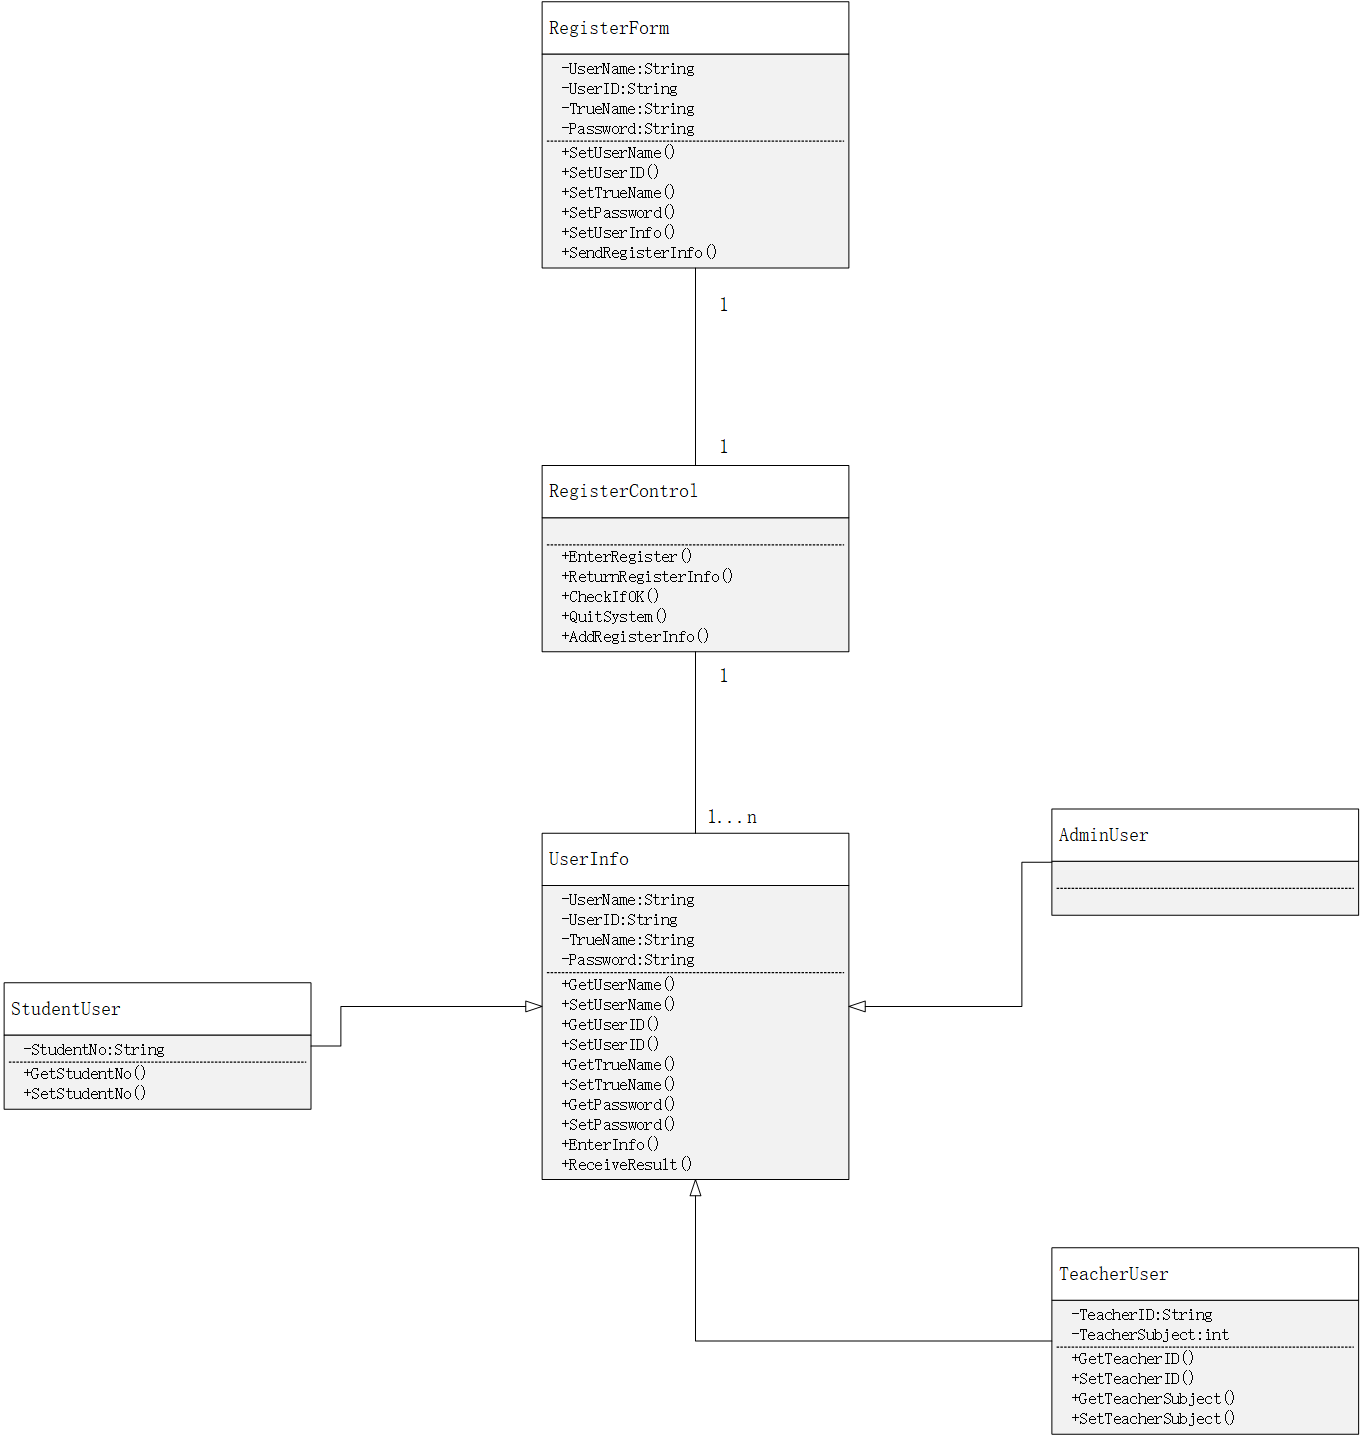 RegisterForm
-UserName:String
-UserID:String
-TrueName:String
-Password:String
+SetUserName()
+SetUserID()
+SetTrueName()
+SetPassword()
+SetUserInfo()
+SendRegisterInfo()
1
1
RegisterControl
+EnterRegister()
+ReturnRegisterInfo()
+CheckIfOK()
+QuitSystem()
+AddRegisterInfo()
1
1...n
UserInfo
-UserName:String
-UserID:String
-TrueName:String
-Password:String
+GetUserName()
+SetUserName()
+GetUserID()
+SetUserID()
+GetTrueName()
+SetTrueName()
+GetPassword()
+SetPassword()
+EnterInfo()
+ReceiveResult()
AdminUser
StudentUser
-StudentNo:String
+GetStudentNo()
+SetStudentNo()
TeacherUser
-TeacherID:String
-TeacherSubject:int
+GetTeacherID()
+SetTeacherID()
+GetTeacherSubject()
+SetTeacherSubject()